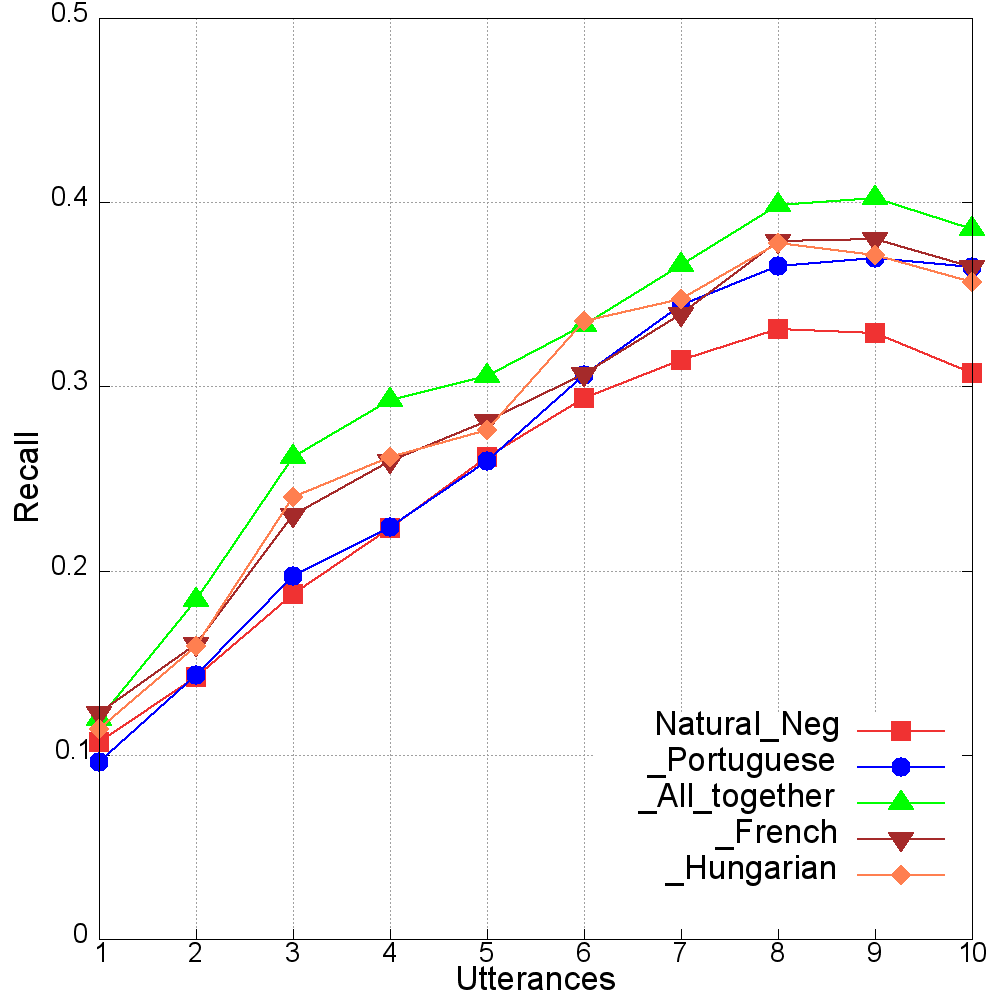 0.5
0.4
0.3
0.2
0.1
0
Recall
1 2 3 4 5 6 7 8 9 10
Utterances
Natural_Neg
_Portuguese
_All_together
_French
_Hungarian